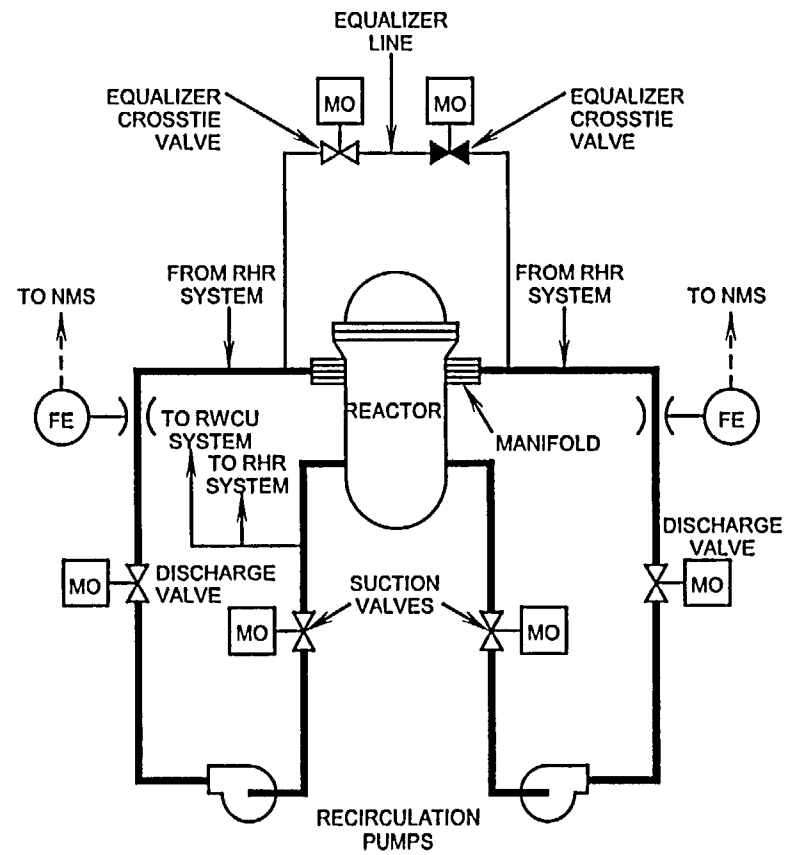 EQUALIZER
LINE
EQUALIZER
CROSSTIE
VALVE
MO
MO
EQUALIZER
CROSSTIE
VALVE
FROM RHR
SYSTEM
FROM RHR
SYSTEM
TO NMS
TO NMS
REACTOR
FE
TO RWCU
SYSTEM
TO RHR
SYSTEM
MANIFOLD
FE
DISCHARGE
VALVE
MO
DISCHARGE
VALVE
MO
SUCTION
VALVES
MO
MO
RECIRCULATION
PUMPS